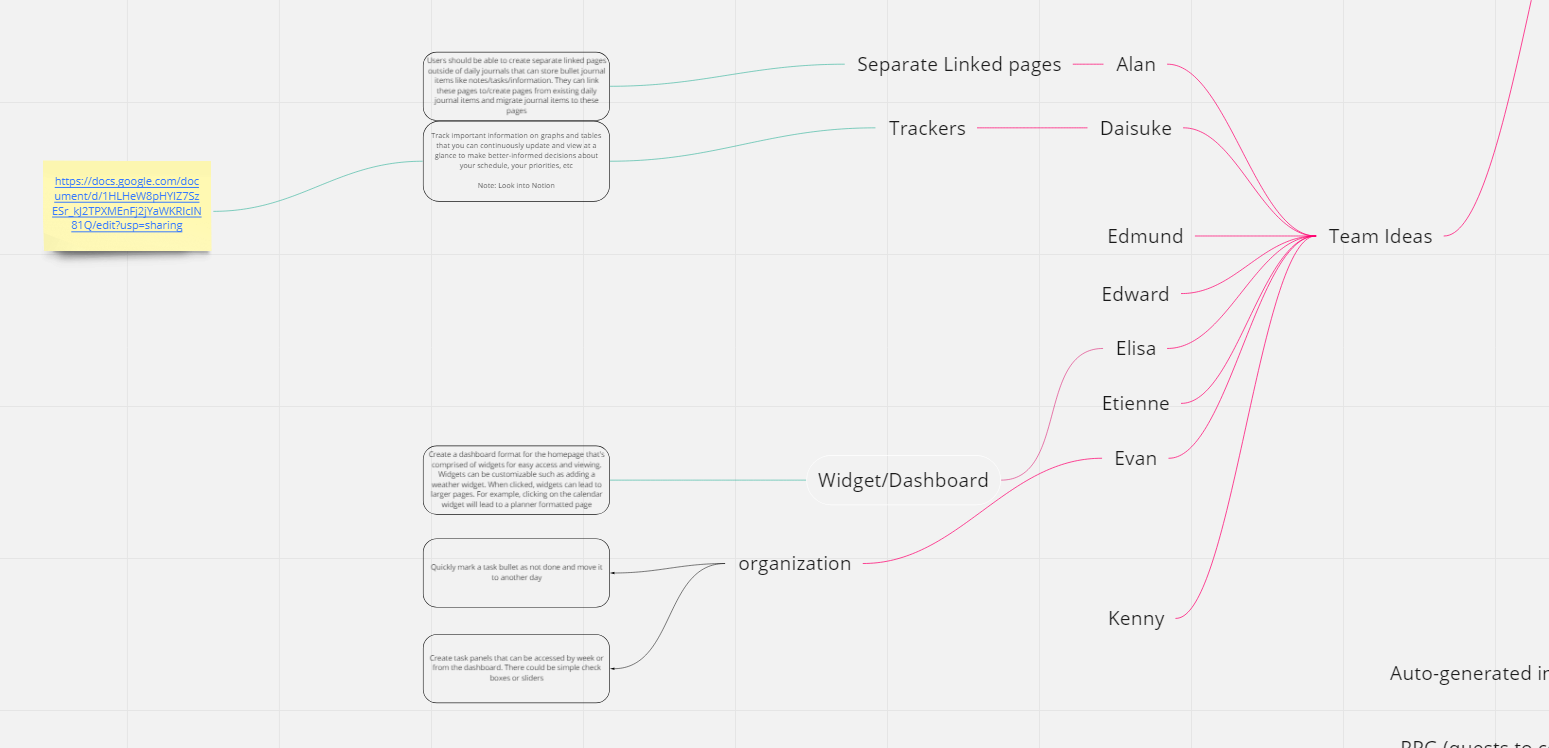 Users should be able to create separate linked pages
outside of daily journals that can store bullet journal
items like notes/tasks/information. They can link
these pages to/create pages from existing daily
journal items and migrate journal items to these
pages
Separate Linked pages
Alan
Track important information on graphs and tables
that you can continuously update and view at a
glance to make better-informed decisions about
your schedule, your priorities, etc
Note: Look into Notion
Trackers
Daisuke
https://docs.google.com/doc
ument/d/1HLHeW8pHYIZ7Sz
ESr_kJ2TPXMEnFj2jYaWKRIcIN
81Q/edit?usp=sharing
Edmund
Team Ideas
Edward
Elisa
Etienne
Evan
Create a dashboard format for the homepage that's
comprised of widgets for easy access and viewing.
Widgets can be customizable such as adding a
weather widget. When clicked, widgets can lead to
larger pages. For example, clicking on the calendar
widget will lead to a planner formatted page
Widget/Dashboard
Quickly mark a task bullet as not done and move it
to another day
organization
Kenny
Create task panels that can be accessed by week or
from the dashboard. There could be simple check
boxes or sliders
Auto-generated in
RPG (quests to c